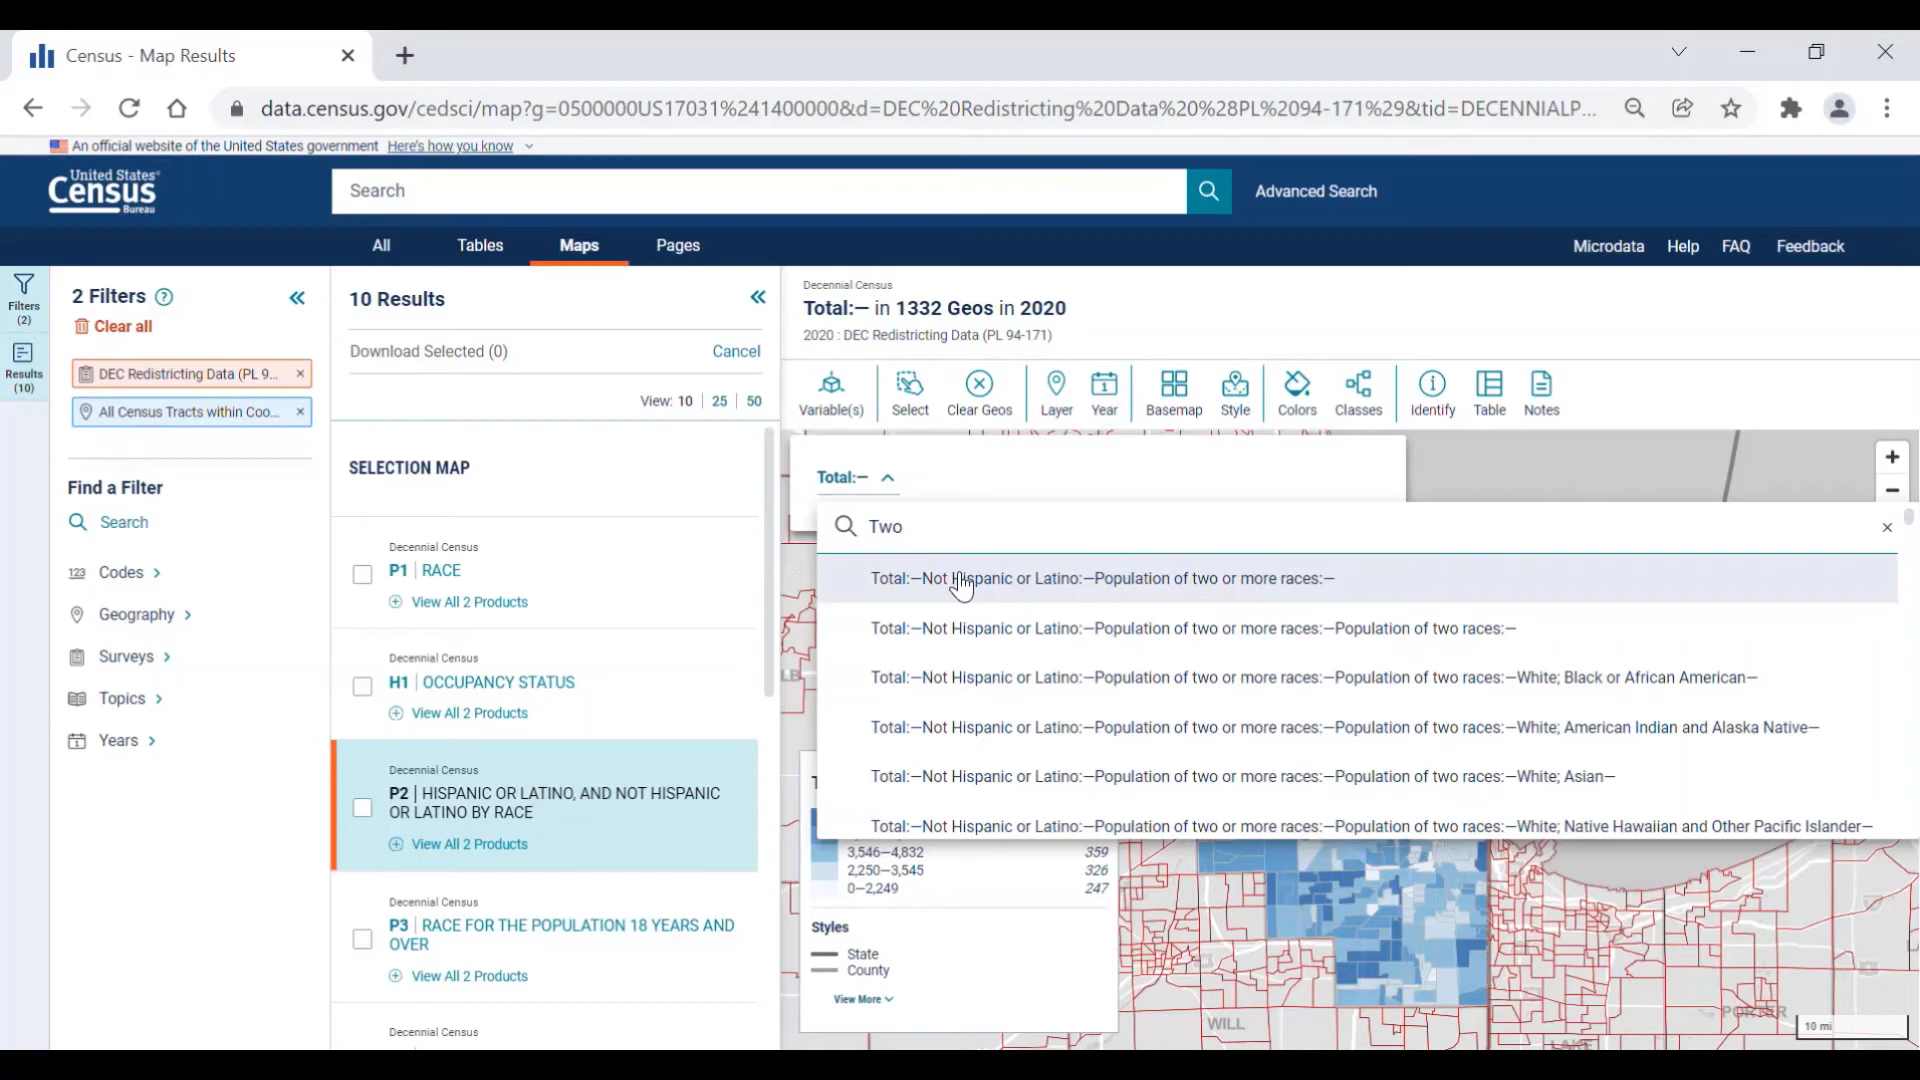 Census - Map Results
data.census.gov/cedsci/map?g=0500000US17031%241400000&d=DEC%20Redistricting%20Data%20%28PL%2094-171%29&tid=DECENNIALP...
An official website of the United States government Here's how you know
United States®
Census
Bureau
Search
Advanced Search
All Tables Maps Pages
Microdata Help FAQ Feedback
Filters
(2)
Results
(10)
2 Filters
Clear all
DEC Redistricting Data (PL 9...
All Census Tracts within Coo...
Find a Filter
Search
123 Codes
Geography
Surveys
Topics
Years
10 Results
Download Selected (0) Cancel
View: 10 | 25 | 50
SELECTION MAP
Decennial Census
P1 | RACE
View All 2 Products
Decennial Census
H1 | OCCUPANCY STATUS
View All 2 Products
Decennial Census
P2 | HISPANIC OR LATINO, AND NOT HISPANIC
OR LATINO BY RACE
View All 2 Products
Decennial Census
P3 | RACE FOR THE POPULATION 18 YEARS AND
OVER
View All 2 Products
Decennial Census
Decennial Census
Total:— in 1332 Geos in 2020
2020 : DEC Redistricting Data (PL 94-171)
Variable(s) Select Clear Geos Layer Year Basemap Style Colors Classes Identify Table Notes
Total:—
Two
Total:—Not Hispanic or Latino:—Population of two or more races:—
Total:—Not Hispanic or Latino:—Population of two or more races:—Population of two races:—
Total:—Not Hispanic or Latino:—Population of two or more races:—Population of two races:—White; Black or African American—
Total:—Not Hispanic or Latino:—Population of two or more races:—Population of two races:—White; American Indian and Alaska Native—
Total:—Not Hispanic or Latino:—Population of two or more races:—Population of two races:—White; Asian—
Total:—Not Hispanic or Latino:—Population of two or more races:—Population of two races:—White; Native Hawaiian and Other Pacific Islander—
3,546—4,832 359
2,250—3,545 326
0—2,249 247
Styles
State
County
View More
WILL
PORTER
LAKE
10 mi